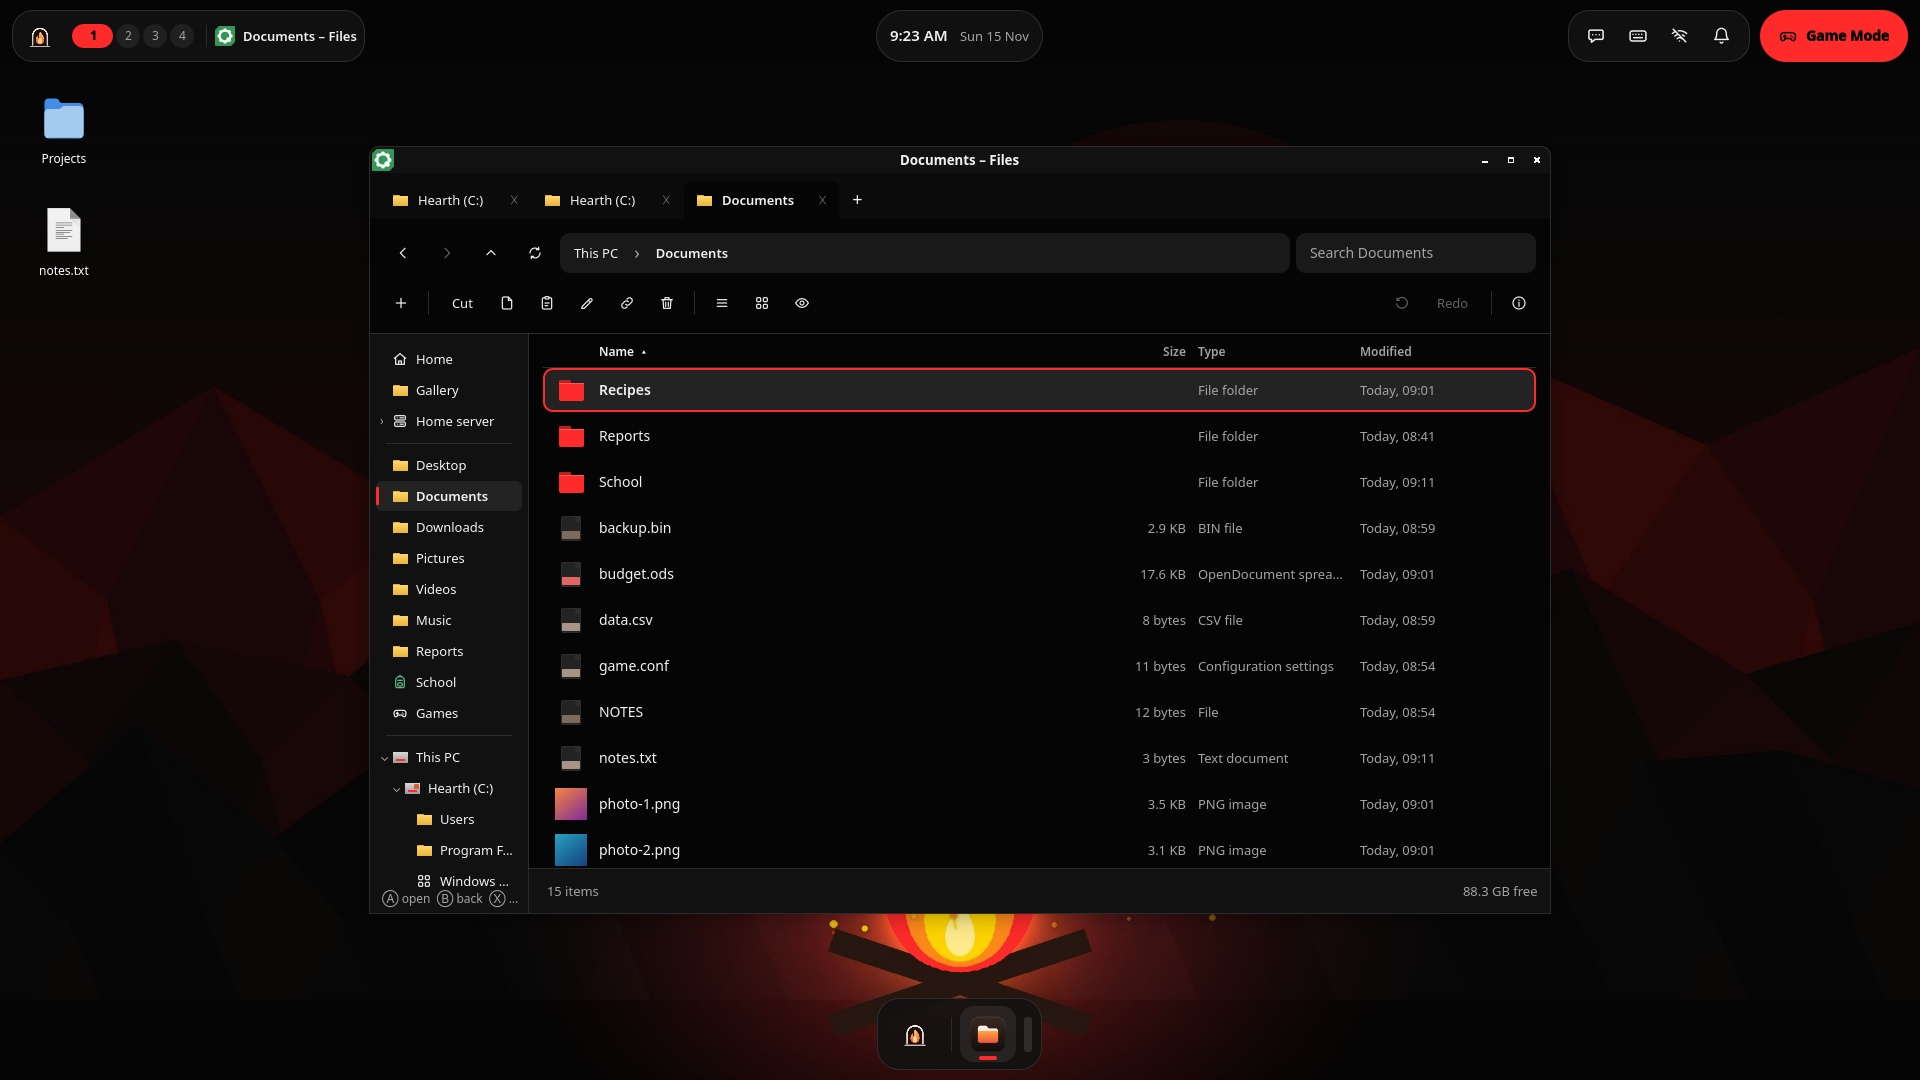 1 2 3 4 Documents – Files
9:23 AM Sun 15 Nov
Game Mode
Projects
notes.txt
Documents – Files
Hearth (C:) X Hearth (C:) X Documents X +
This PC › Documents
Search Documents
Cut
Redo
Home
Gallery
Home server
Desktop
Documents
Downloads
Pictures
Videos
Music
Reports
School
Games
This PC
Hearth (C:)
Users
Program F...
Windows ...
A open B back X ...
Name Size Type Modified
Recipes File folder Today, 09:01
Reports File folder Today, 08:41
School File folder Today, 09:11
backup.bin 2.9 KB BIN file Today, 08:59
budget.ods 17.6 KB OpenDocument sprea... Today, 09:01
data.csv 8 bytes CSV file Today, 08:59
game.conf 11 bytes Configuration settings Today, 08:54
NOTES 12 bytes File Today, 08:54
notes.txt 3 bytes Text document Today, 09:11
photo-1.png 3.5 KB PNG image Today, 09:01
photo-2.png 3.1 KB PNG image Today, 09:01
15 items
88.3 GB free